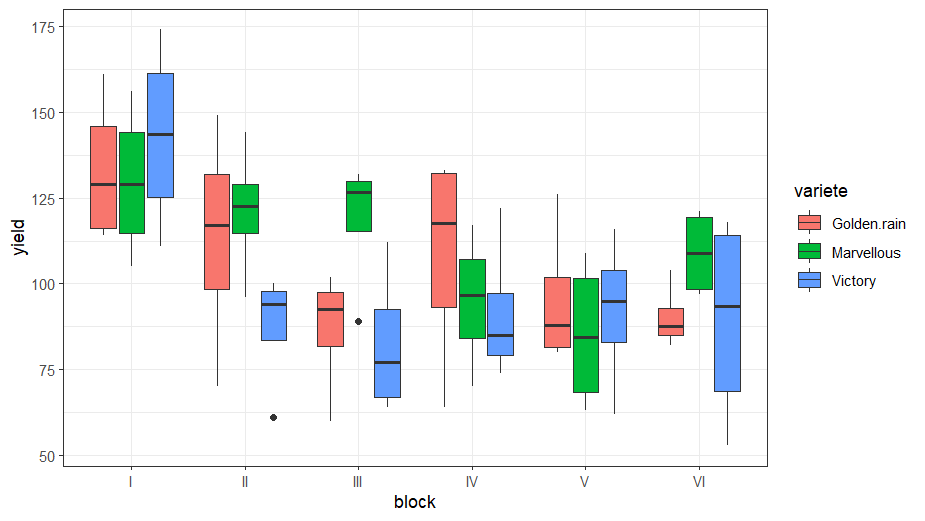 175
150
125
100
75
50
yield
I II III IV V VI
block
variete
Golden.rain
Marvellous
Victory